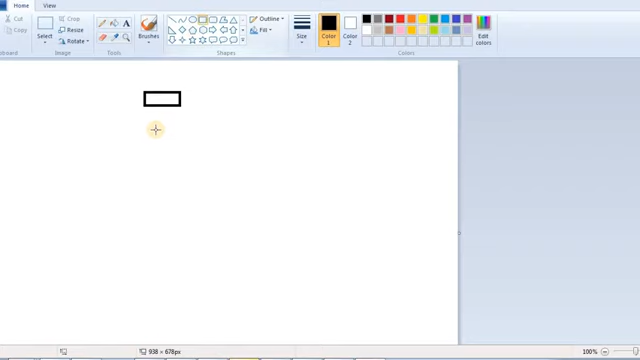 Home View
Cut
Copy
Crop
Resize
Rotate
Select
Brushes
Outline
Fill
Size
Color
1
Color
2
Edit
colors
Image
Tools
Shapes
Colors
938 × 678px
100%